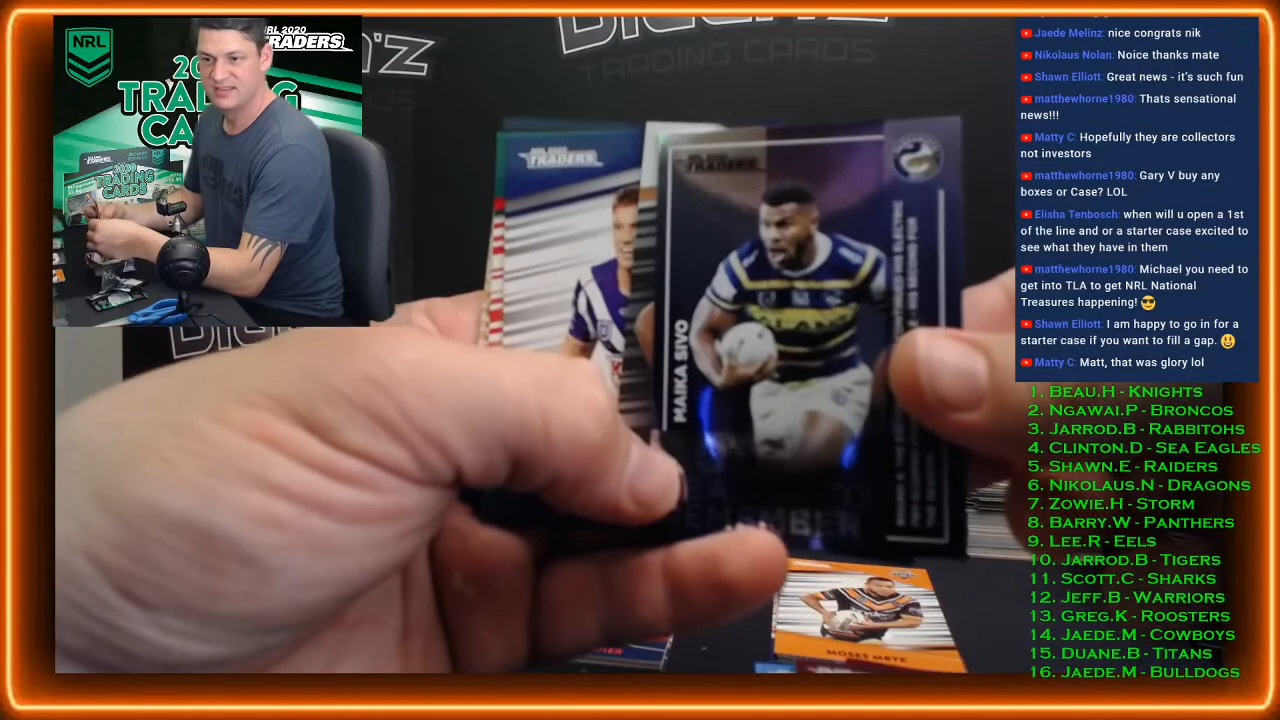 NRL
NRL 2020
TRADERS
TRADING
2020
TRADING
CARDS
TRADING CARDS
NRL 2020
TRADERS
TRADERS
MAIKA SIVO
MOSES MBYE
Jaede Melinz: nice congrats nik
Nikolaus Nolan: Noice thanks mate
Shawn Elliott: Great news - it's such fun
matthewhorne1980: Thats sensational
news!!!
Matty C: Hopefully they are collectors
not investors
matthewhorne1980: Gary V buy any
boxes or Case? LOL
Elisha Tenbosch: when will u open a 1st
of the line and or a starter case excited to
see what they have in them
matthewhorne1980: Michael you need to
get into TLA to get NRL National
Treasures happening! 😎
Shawn Elliott: I am happy to go in for a
starter case if you want to fill a gap. 😃
Matty C: Matt, that was glory lol
1. Beau.H - Knights
2. Ngawai.P - Broncos
3. Jarrod.B - Rabbitohs
4. Clinton.D - Sea Eagles
5. Shawn.E - Raiders
6. Nikolaus.N - Dragons
7. Zowie.H - Storm
8. Barry.W - Panthers
9. Lee.R - Eels
10. Jarrod.B - Tigers
11. Scott.C - Sharks
12. Jeff.B - Warriors
13. Greg.K - Roosters
14. Jaede.M - Cowboys
15. Duane.B - Titans
16. Jaede.M - Bulldogs